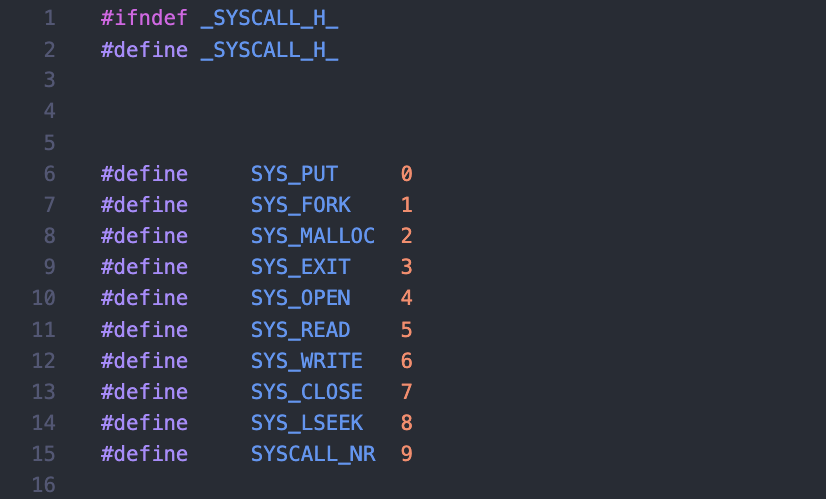 1 #ifndef _SYSCALL_H_
2 #define _SYSCALL_H_
3
4
5
6 #define SYS_PUT 0
7 #define SYS_FORK 1
8 #define SYS_MALLOC 2
9 #define SYS_EXIT 3
10 #define SYS_OPEN 4
11 #define SYS_READ 5
12 #define SYS_WRITE 6
13 #define SYS_CLOSE 7
14 #define SYS_LSEEK 8
15 #define SYSCALL_NR 9
16